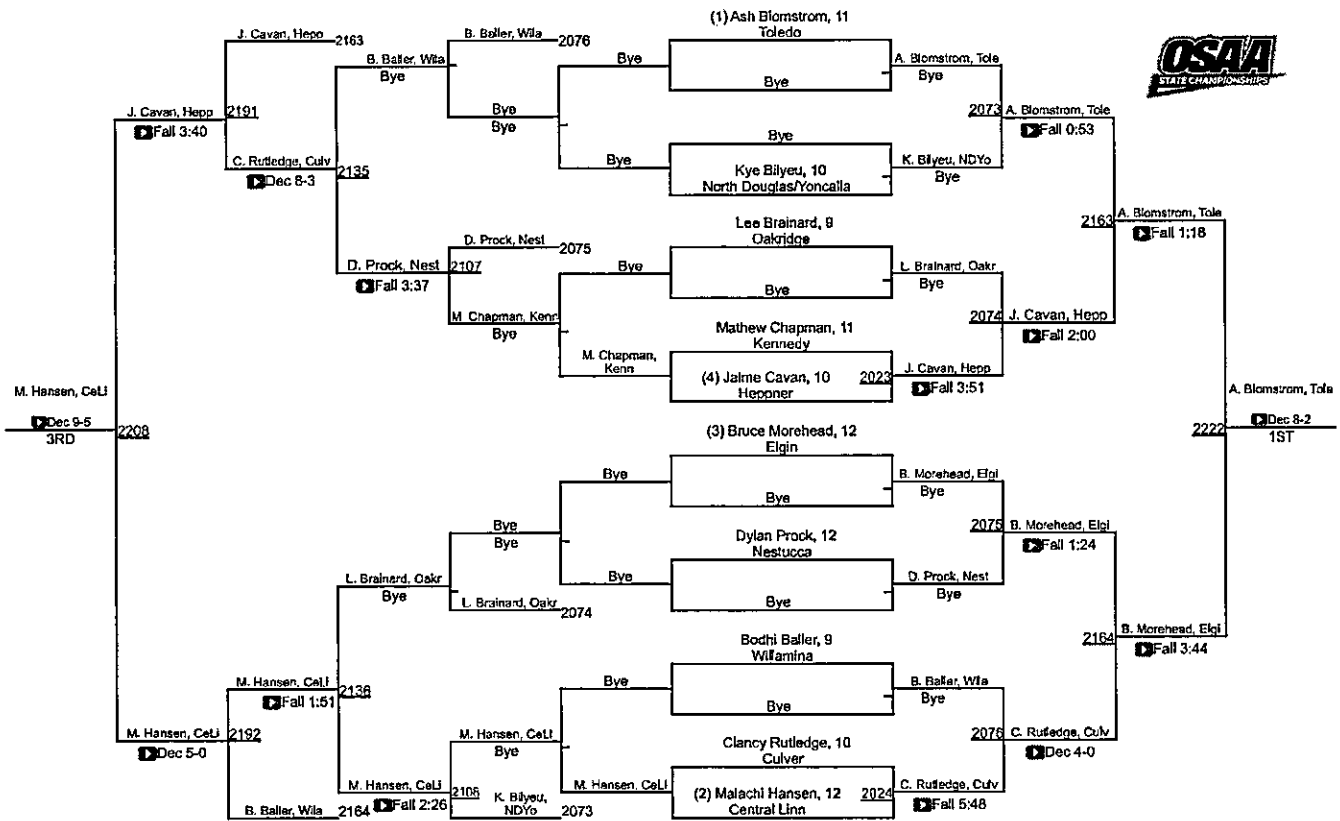 (1) Ash Blomstrom, 11
Toledo
OSAA
STATE CHAMPIONSHIPS
J. Cavan, Hepp
2163
B. Baller, Wila
2076
B. Baller, Wila
Bye
Bye
Bye
A. Blomstrom, Tole
Bye
J. Cavan, Hepp
2191
Fall 3:40
Bye
Bye
2073
A. Blomstrom, Tole
Fall 0:53
Bye
C. Rutledge, Culv
2135
Dec 8-3
Bye
Kye Bilyeu, 10
North Douglas/Yoncalla
K. Bilyeu, NDYo
Bye
Lee Brainard, 9
Oakridge
2163
A. Blomstrom, Tole
Fall 1:18
D. Prock, Nest
2075
D. Prock, Nest
2107
Fall 3:37
Bye
L. Brainard, Oakr
Bye
Bye
M. Chapman, Kenn
Bye
2074
J. Cavan, Hepp
Fall 2:00
Mathew Chapman, 11
Kennedy
M. Chapman,
Kenn
(4) Jaime Cavan, 10
Heppner
2023
J. Cavan, Hepp
Fall 3:51
M. Hansen, CeLi
A. Blomstrom, Tole
Dec 9-5
3RD
2208
2222
Dec 8-2
1ST
(3) Bruce Morehead, 12
Elgin
Bye
B. Morehead, Elgi
Bye
Bye
Bye
Bye
2075
B. Morehead, Elgi
Fall 1:24
Dylan Prock, 12
Nestucca
L. Brainard, Oakr
Bye
Bye
D. Prock, Nest
Bye
Bye
L. Brainard, Oakr
2074
Bodhi Baller, 9
Willamina
2164
B. Morehead, Elgi
Fall 3:44
M. Hansen, CeLi
2136
Fall 1:51
Bye
B. Baller, Wila
Bye
Bye
M. Hansen, CeLi
2192
Dec 5-0
M. Hansen, CeLi
Bye
2076
C. Rutledge, Culv
Dec 4-0
Clancy Rutledge, 10
Culver
M. Hansen, CeLi
2108
Fall 2:26
K. Bilyeu,
NDYo
2073
M. Hansen, CeLi
(2) Malachi Hansen, 12
Central Linn
2024
C. Rutledge, Culv
Fall 5:48
B. Baller, Wila
2164